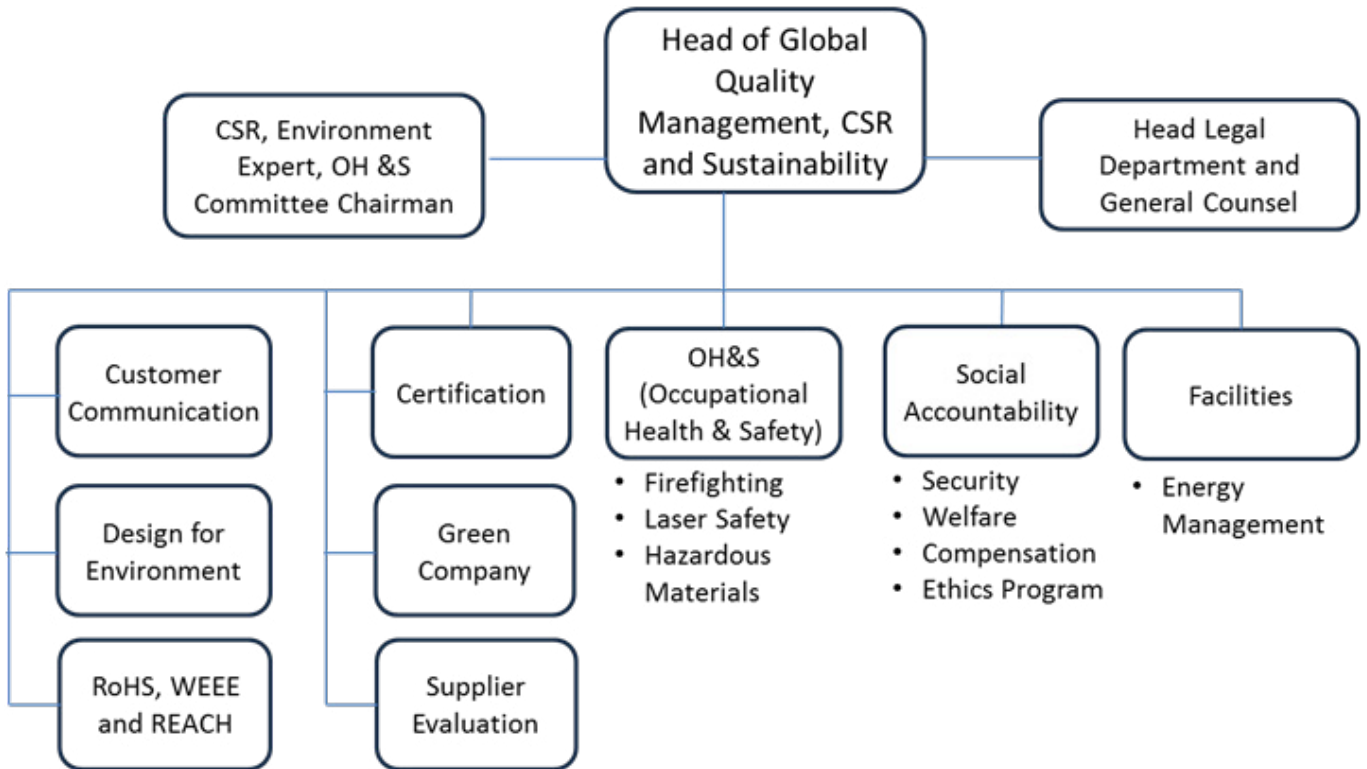 Head of Global
Quality
Management, CSR
and Sustainability
CSR, Environment
Expert, OH &S
Committee Chairman
Head Legal
Department and
General Counsel
Customer
Communication
Certification
OH&S
(Occupational
Health & Safety)
Social
Accountability
Facilities
• Firefighting
• Laser Safety
• Hazardous
Materials
• Security
• Welfare
• Compensation
• Ethics Program
• Energy
Management
Design for
Environment
Green
Company
RoHS, WEEE
and REACH
Supplier
Evaluation